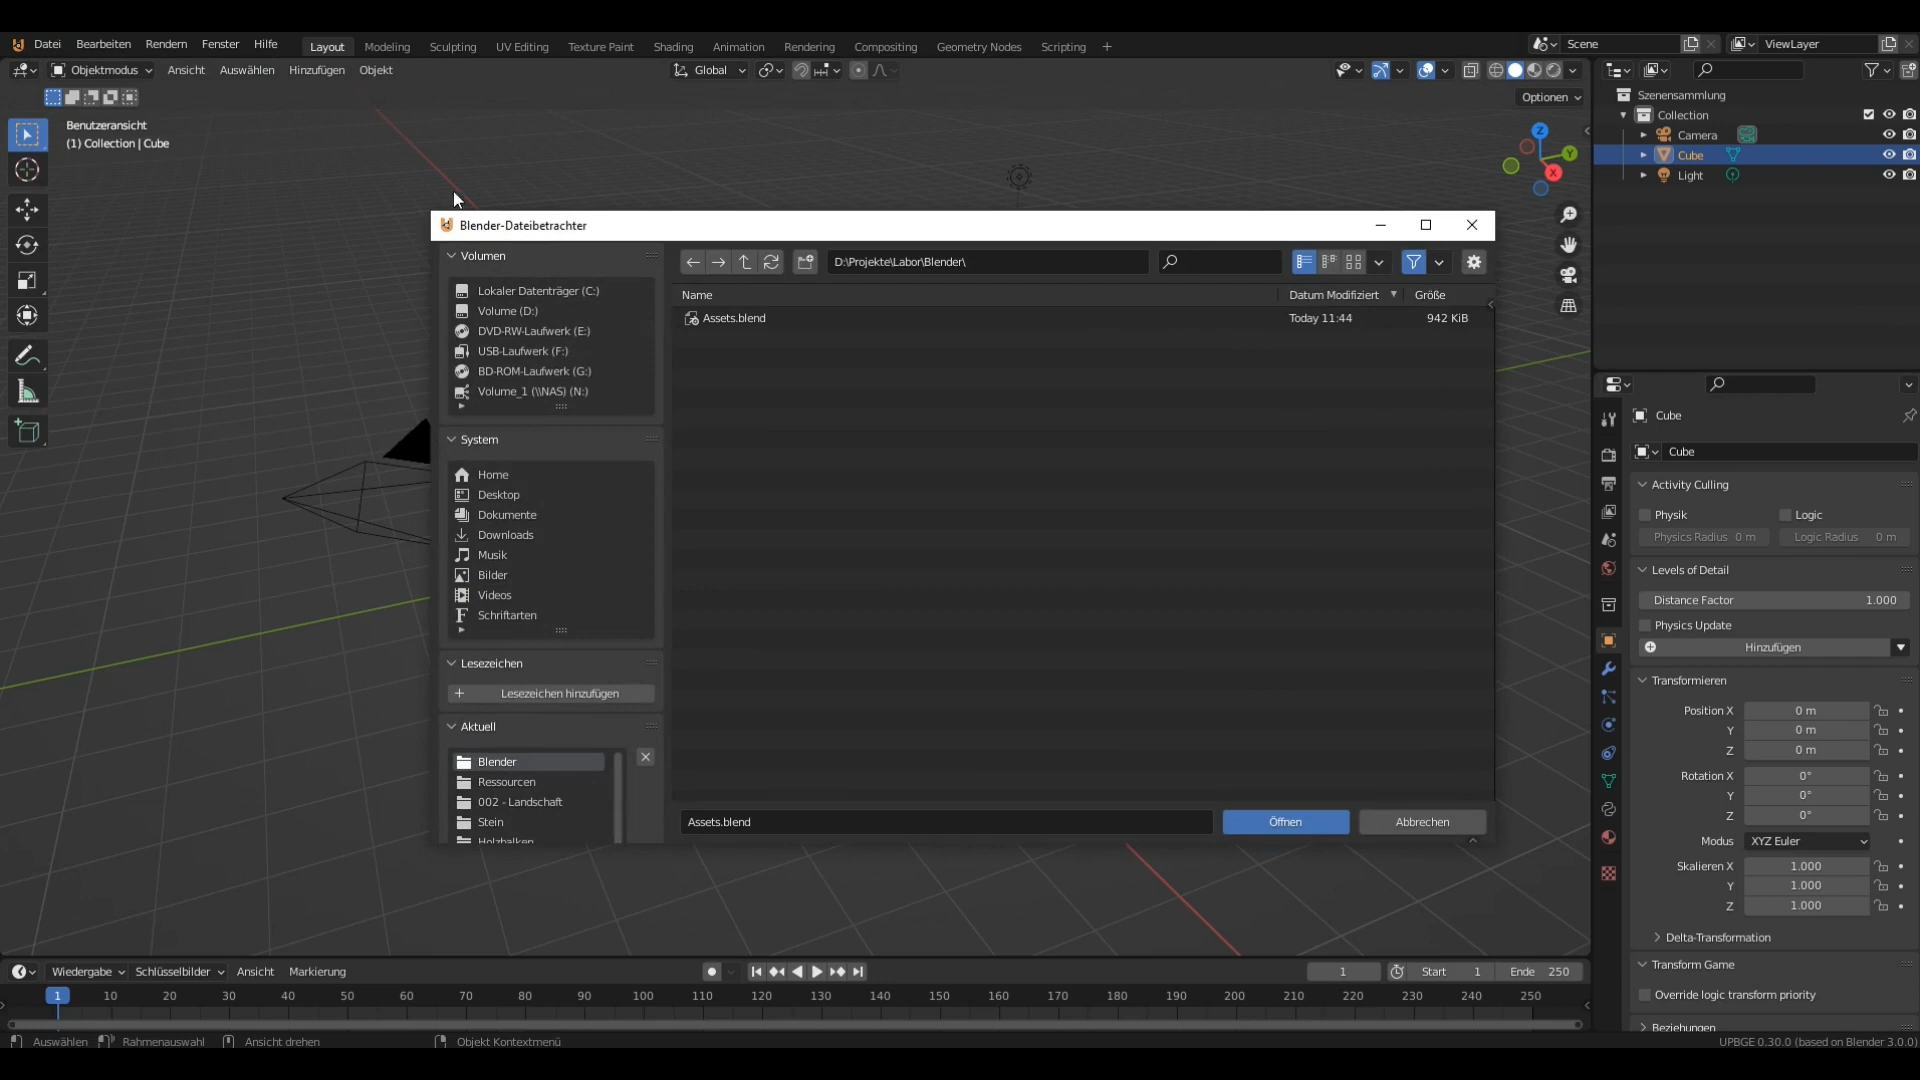 Datei Bearbeiten Rendern Fenster Hilfe Layout Modeling Sculpting UV Editing Texture Paint Shading Animation Rendering Compositing Geometry Nodes Scripting + Scene ViewLayer
Objektmodus Ansicht Auswählen Hinzufügen Objekt Global
Optionen
Benutzeransicht
(1) Collection | Cube
Z
Y
X
Szenensammlung
Collection
Camera
Cube
Light
Blender-Dateibetrachter
Volumen
Lokaler Datenträger (C:)
Volume (D:)
DVD-RW-Laufwerk (E:)
USB-Laufwerk (F:)
BD-ROM-Laufwerk (G:)
Volume_1 (\\NAS) (N:)
System
Home
Desktop
Dokumente
Downloads
Musik
Bilder
Videos
Schriftarten
Lesezeichen
Lesezeichen hinzufügen
Aktuell
Blender
Ressourcen
002 - Landschaft
Stein
Holzbalken
D:\Projekte\Labor\Blender\
Name Datum Modifiziert Größe
Assets.blend Today 11:44 942 KiB
Assets.blend Öffnen Abbrechen
Cube
Cube
Activity Culling
Physik Logic
Physics Radius 0 m Logic Radius 0 m
Levels of Detail
Distance Factor 1.000
Physics Update
Hinzufügen
Transformieren
Position X 0 m
Y 0 m
Z 0 m
Rotation X 0°
Y 0°
Z 0°
Modus XYZ Euler
Skalieren X 1.000
Y 1.000
Z 1.000
Delta-Transformation
Transform Game
Override logic transform priority
Beziehungen
Wiedergabe Schlüsselbilder Ansicht Markierung 1 Start 1 Ende 250
1 10 20 30 40 50 60 70 80 90 100 110 120 130 140 150 160 170 180 190 200 210 220 230 240 250
Auswählen Rahmenauswahl Ansicht drehen Objekt Kontextmenü UPBGE 0.30.0 (based on Blender 3.0.0)